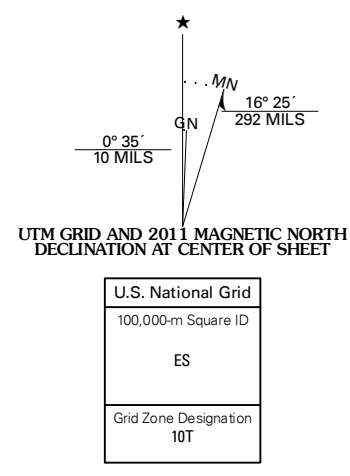 ★
MN
16° 25´
292 MILS
GN
0° 35´
10 MILS
UTM GRID AND 2011 MAGNETIC NORTH
DECLINATION AT CENTER OF SHEET
U.S. National Grid
100,000-m Square ID
ES
Grid Zone Designation
10T